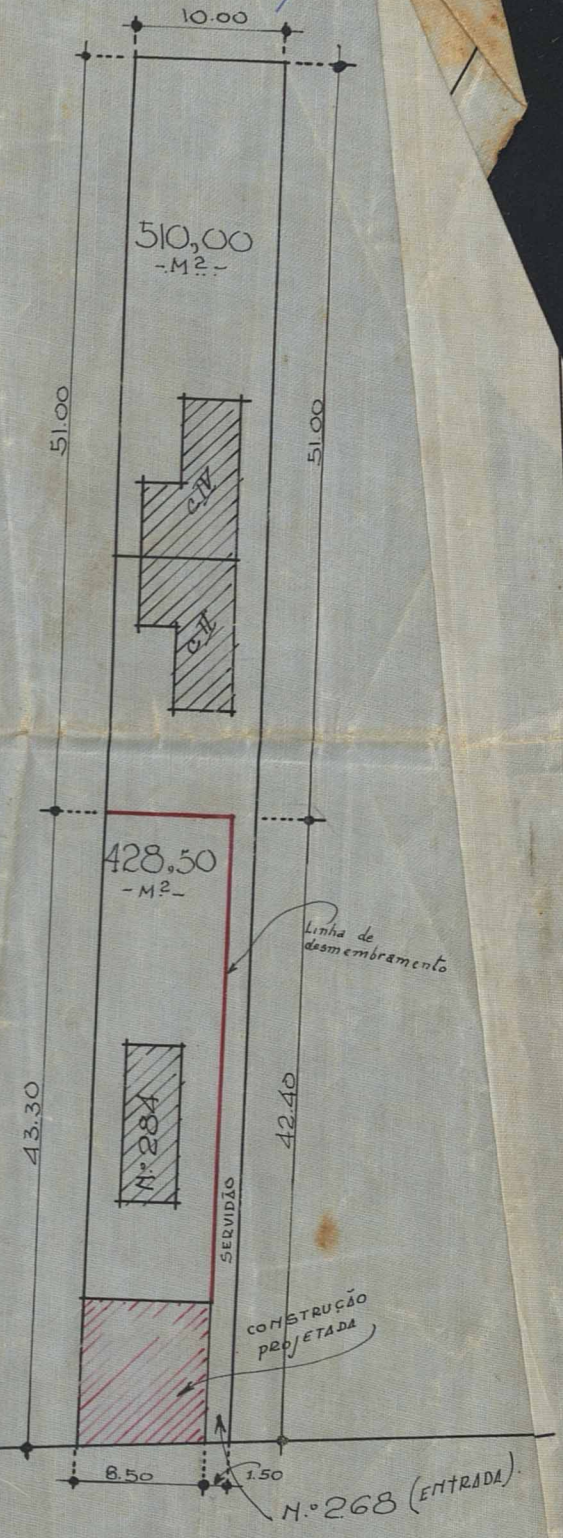 10.00
510,00
-M²-
51.00
51.00
C IV
C II
428,50
-M²-
Linha de
desmembramento
43.30
42.40
N.º 284
SERVIDÃO
CONSTRUÇÃO
PROJETADA
8.50
1.50
N.º 268 (ENTRADA).